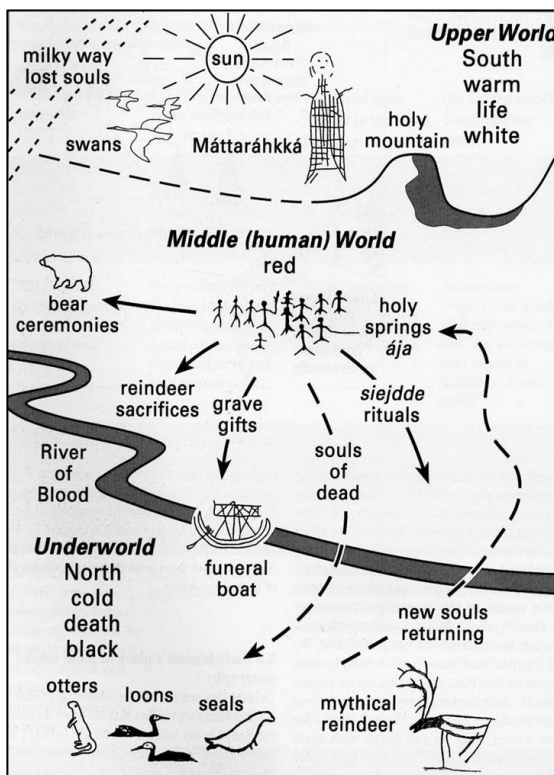 Upper World
South
warm
life
white
milky way
lost souls
sun
swans
Máttaráhkká
holy
mountain
Middle (human) World
red
bear
ceremonies
holy
springs
ája
reindeer
sacrifices
grave
gifts
siejdde
rituals
souls
of
dead
River
of
Blood
funeral
boat
Underworld
North
cold
death
black
new souls
returning
otters
loons
seals
mythical
reindeer